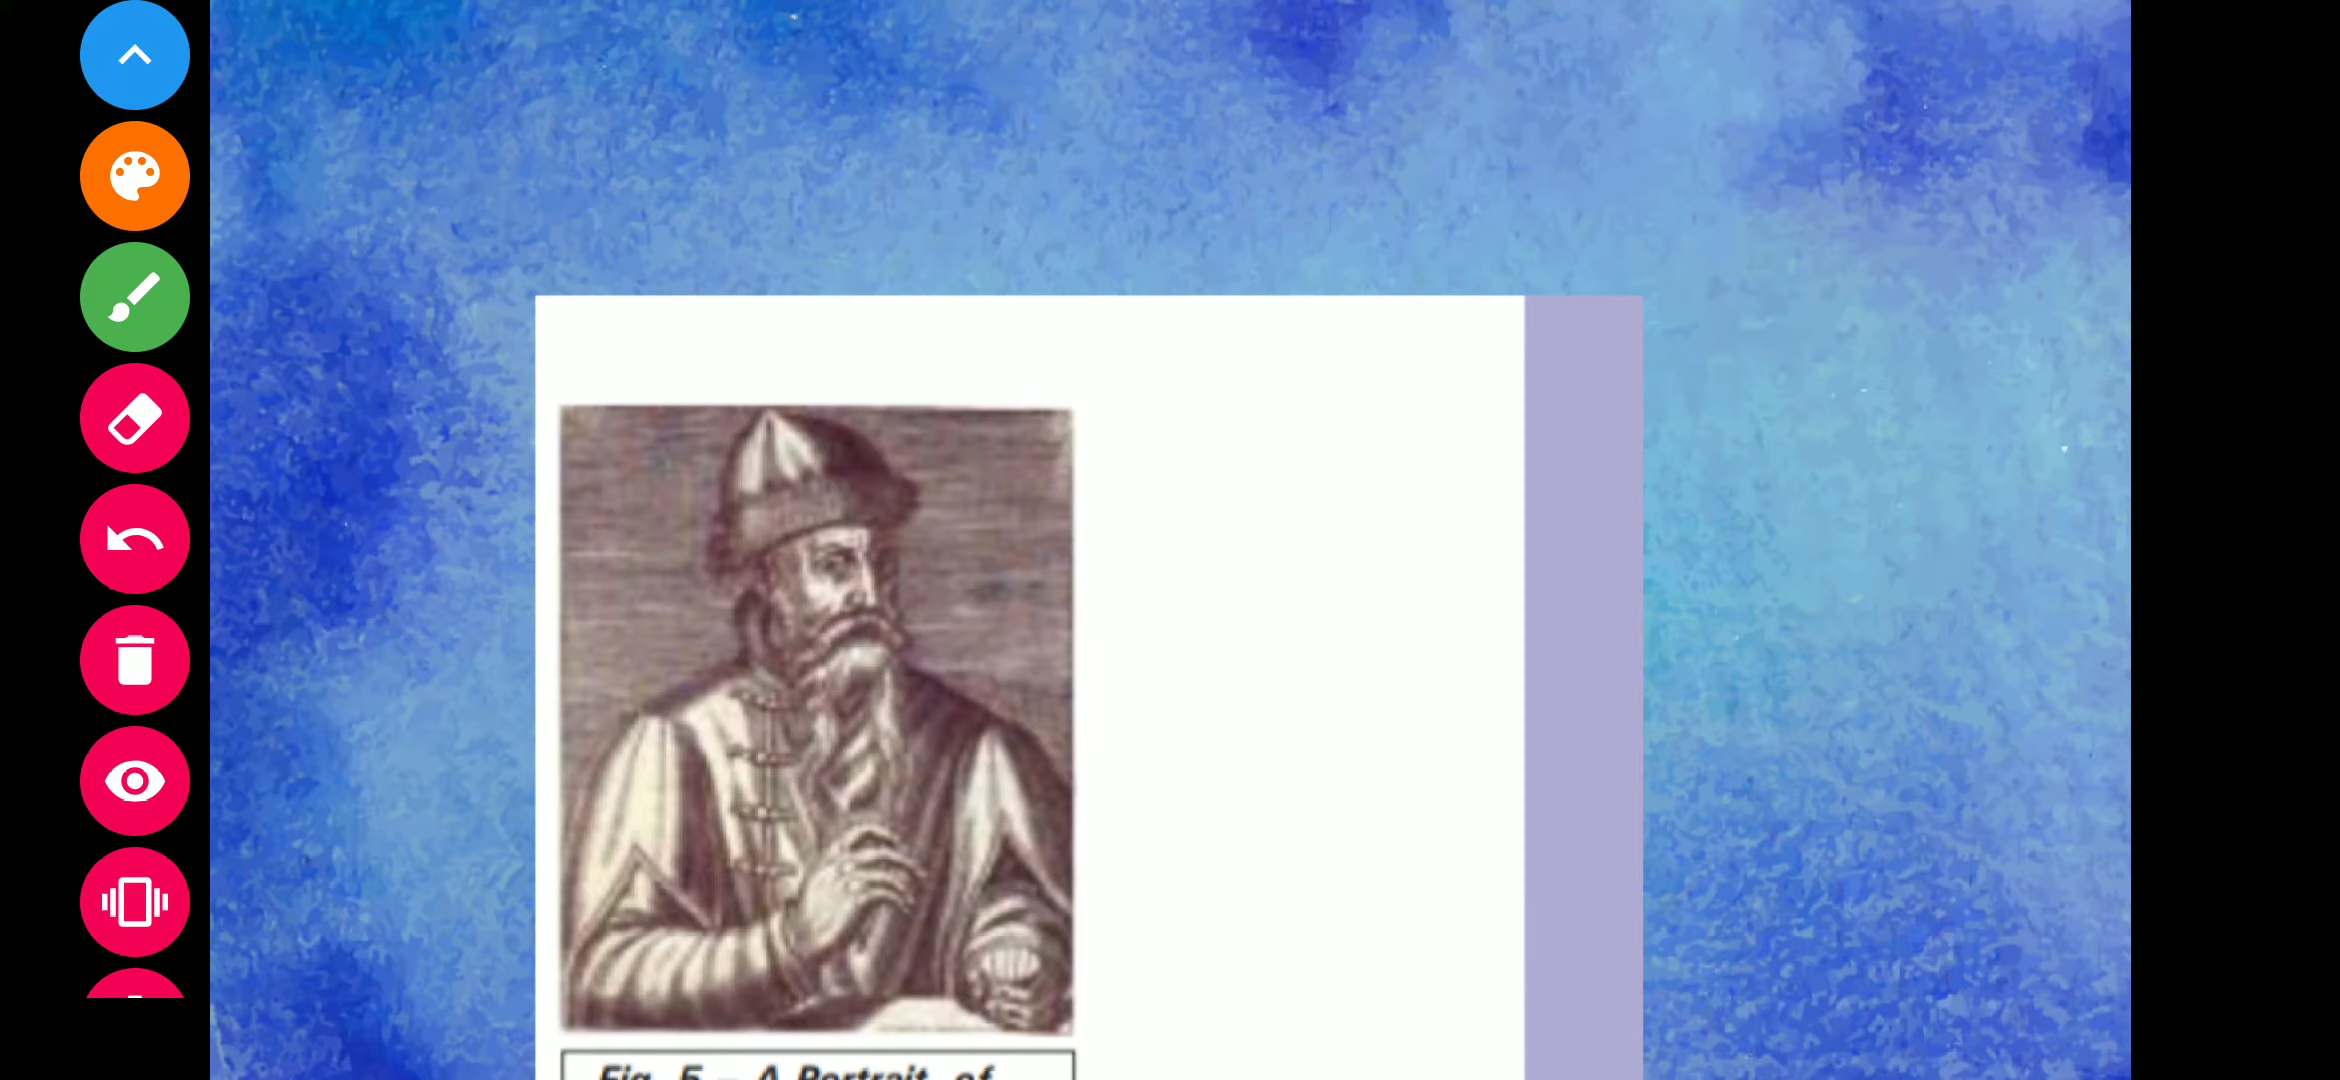 Fig. 5 – A Portrait of